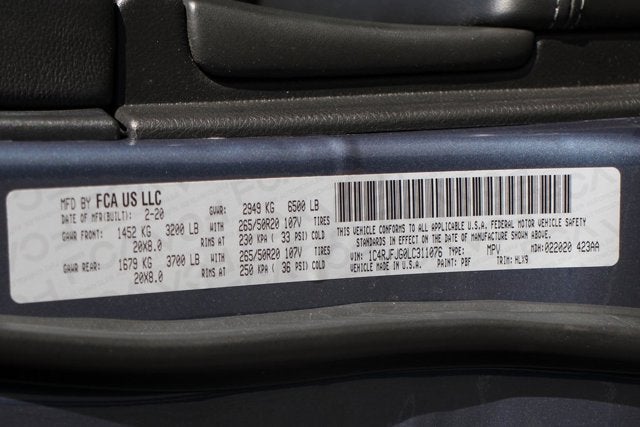 MFD BY FCA US LLC
DATE OF MFR(BUILT): 2-20 GVWR: 2949 KG 6500 LB
GAWR FRONT: 1452 KG 3200 LB WITH 265/50R20 107V TIRES
20X8.0 RIMS AT 230 KPA ( 33 PSI) COLD
GAWR REAR: 1679 KG 3700 LB WITH 265/50R20 107V TIRES
20X8.0 RIMS AT 250 KPA ( 36 PSI) COLD
THIS VEHICLE CONFORMS TO ALL APPLICABLE U.S.A. FEDERAL MOTOR VEHICLE SAFETY
STANDARDS IN EFFECT ON THE DATE OF MANUFACTURE SHOWN ABOVE.
VIN: 1C4RJFJG0LC311076 TYPE: MPV MDH: 022020 423AA
VEHICLE MADE IN U.S.A. PAINT: PBF TRIM: HLX9